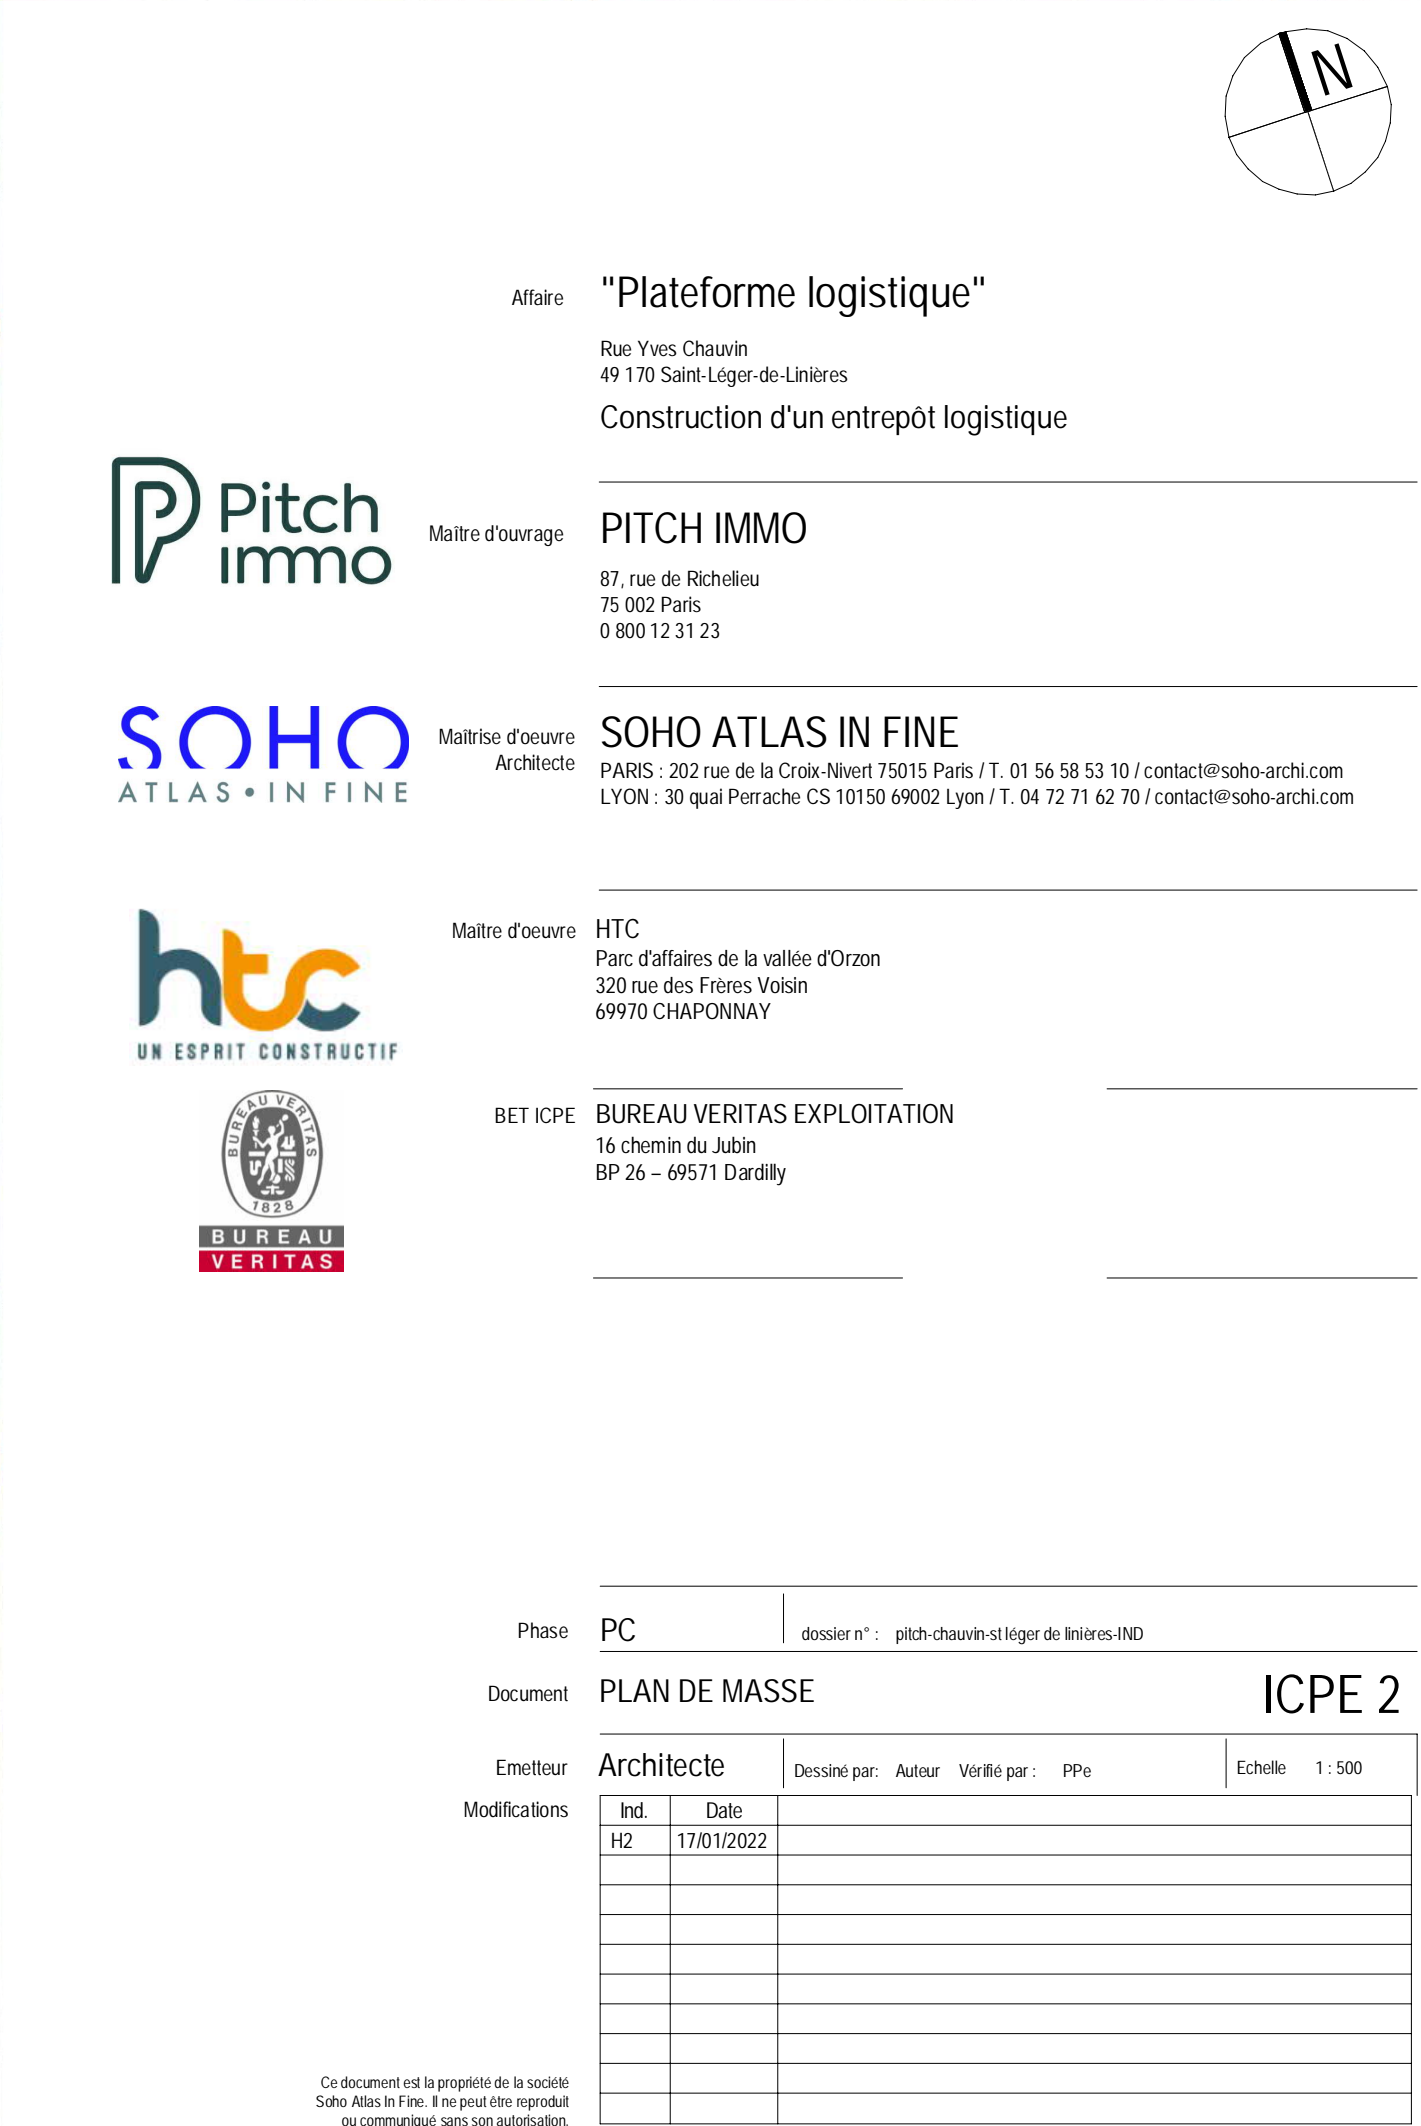 N
Affaire "Plateforme logistique"
Rue Yves Chauvin
49 170 Saint-Léger-de-Linières
Construction d'un entrepôt logistique
Pitch
immo
Maître d'ouvrage PITCH IMMO
87, rue de Richelieu
75 002 Paris
0 800 12 31 23
SOHO
ATLAS • IN FINE
Maîtrise d'oeuvre
Architecte
SOHO ATLAS IN FINE
PARIS : 202 rue de la Croix-Nivert 75015 Paris / T. 01 56 58 53 10 / contact@soho-archi.com
LYON : 30 quai Perrache CS 10150 69002 Lyon / T. 04 72 71 62 70 / contact@soho-archi.com
htc
UN ESPRIT CONSTRUCTIF
Maître d'oeuvre HTC
Parc d'affaires de la vallée d'Orzon
320 rue des Frères Voisin
69970 CHAPONNAY
BUREAU VERITAS
1828
BUREAU
VERITAS
BET ICPE BUREAU VERITAS EXPLOITATION
16 chemin du Jubin
BP 26 – 69571 Dardilly
Phase PC dossier n° : pitch-chauvin-st léger de linières-IND
Document PLAN DE MASSE ICPE 2
Emetteur Architecte Dessiné par: Auteur Vérifié par : PPe Echelle 1 : 500
Modifications Ind. Date
H2 17/01/2022
Ce document est la propriété de la société
Soho Atlas In Fine. Il ne peut être reproduit
ou communiqué sans son autorisation.